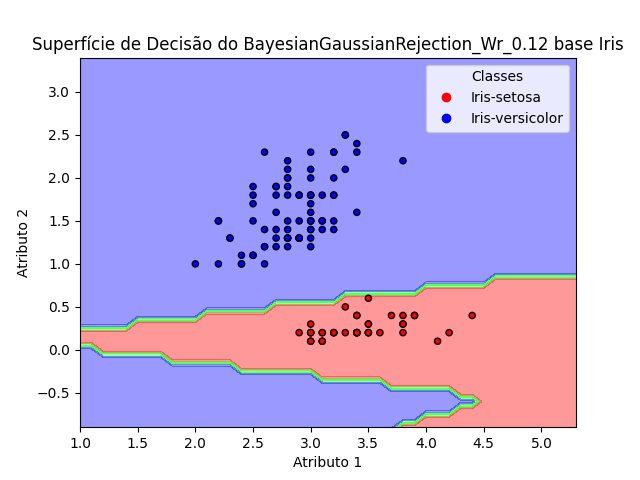 Superfície de Decisão do BayesianGaussianRejection_Wr_0.12 base Iris
Classes
Iris-setosa
Iris-versicolor
3.0
2.5
2.0
1.5
1.0
0.5
0.0
−0.5
Atributo 2
1.0 1.5 2.0 2.5 3.0 3.5 4.0 4.5 5.0
Atributo 1